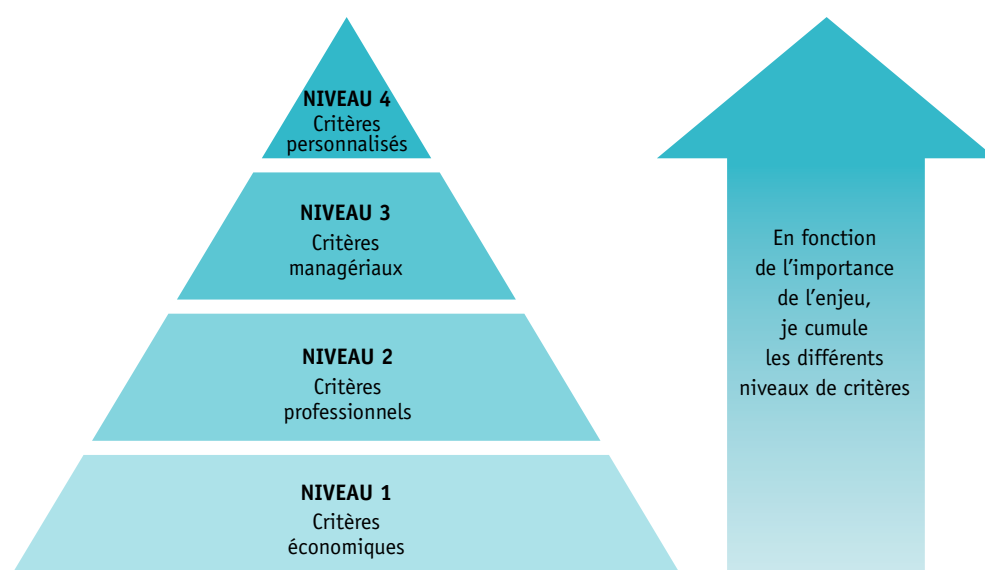 NIVEAU 4
Critères
personnalisés
NIVEAU 3
Critères
managériaux
NIVEAU 2
Critères
professionnels
NIVEAU 1
Critères
économiques
En fonction
de l’importance
de l’enjeu,
je cumule
les différents
niveaux de critères